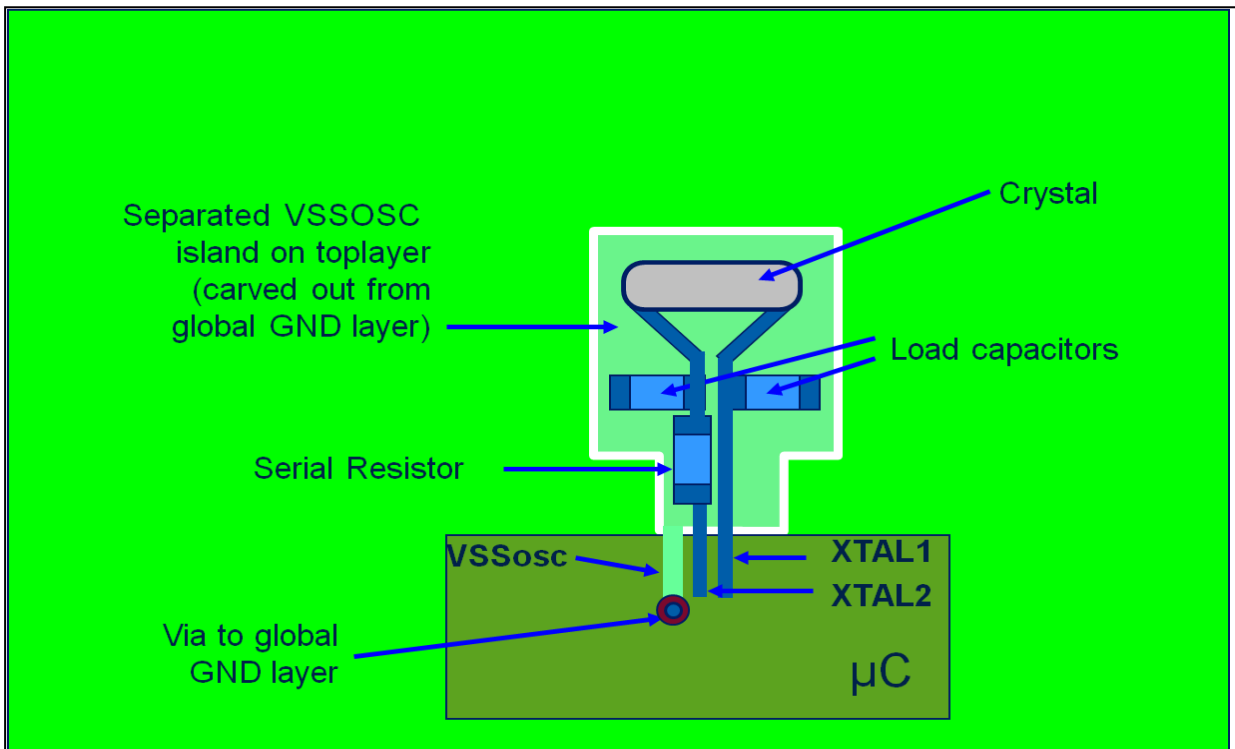 Crystal
Separated VSSOSC
island on toplayer
(carved out from
global GND layer)
Load capacitors
Serial Resistor
VSSosc
XTAL1
XTAL2
Via to global
GND layer
µC